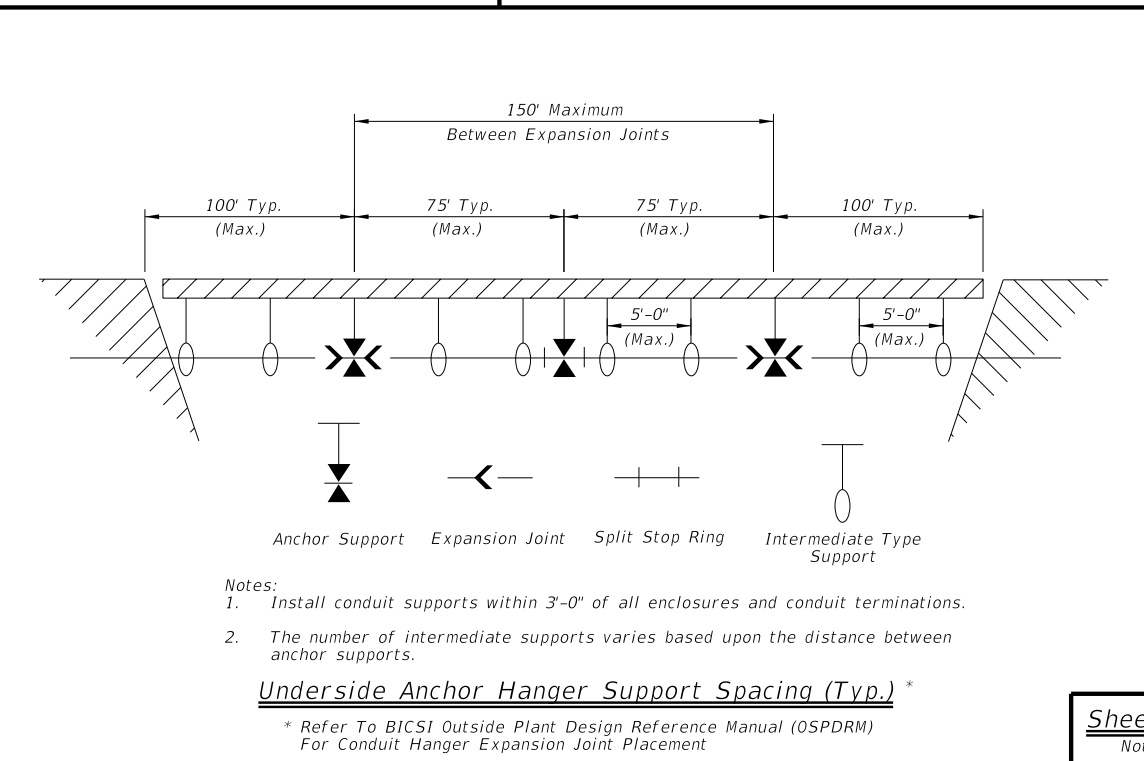 150' Maximum
Between Expansion Joints
100' Typ.
(Max.)
75' Typ.
(Max.)
75' Typ.
(Max.)
100' Typ.
(Max.)
5'-0"
(Max.)
5'-0"
(Max.)
Anchor Support
Expansion Joint
Split Stop Ring
Intermediate Type
Support
Notes:
1. Install conduit supports within 3'-0" of all enclosures and conduit terminations.
2. The number of intermediate supports varies based upon the distance between
anchor supports.
Underside Anchor Hanger Support Spacing (Typ.) *
* Refer To BICSI Outside Plant Design Reference Manual (OSPDRM)
For Conduit Hanger Expansion Joint Placement